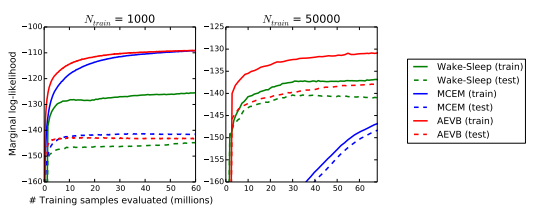 N_train = 1000
−100
−110
−120
−130
−140
−150
−160
0 10 20 30 40 50 60
Marginal log-likelihood
# Training samples evaluated (millions)
N_train = 50000
−125
−130
−135
−140
−145
−150
−155
−160
0 10 20 30 40 50 60
Wake-Sleep (train)
Wake-Sleep (test)
MCEM (train)
MCEM (test)
AEVB (train)
AEVB (test)